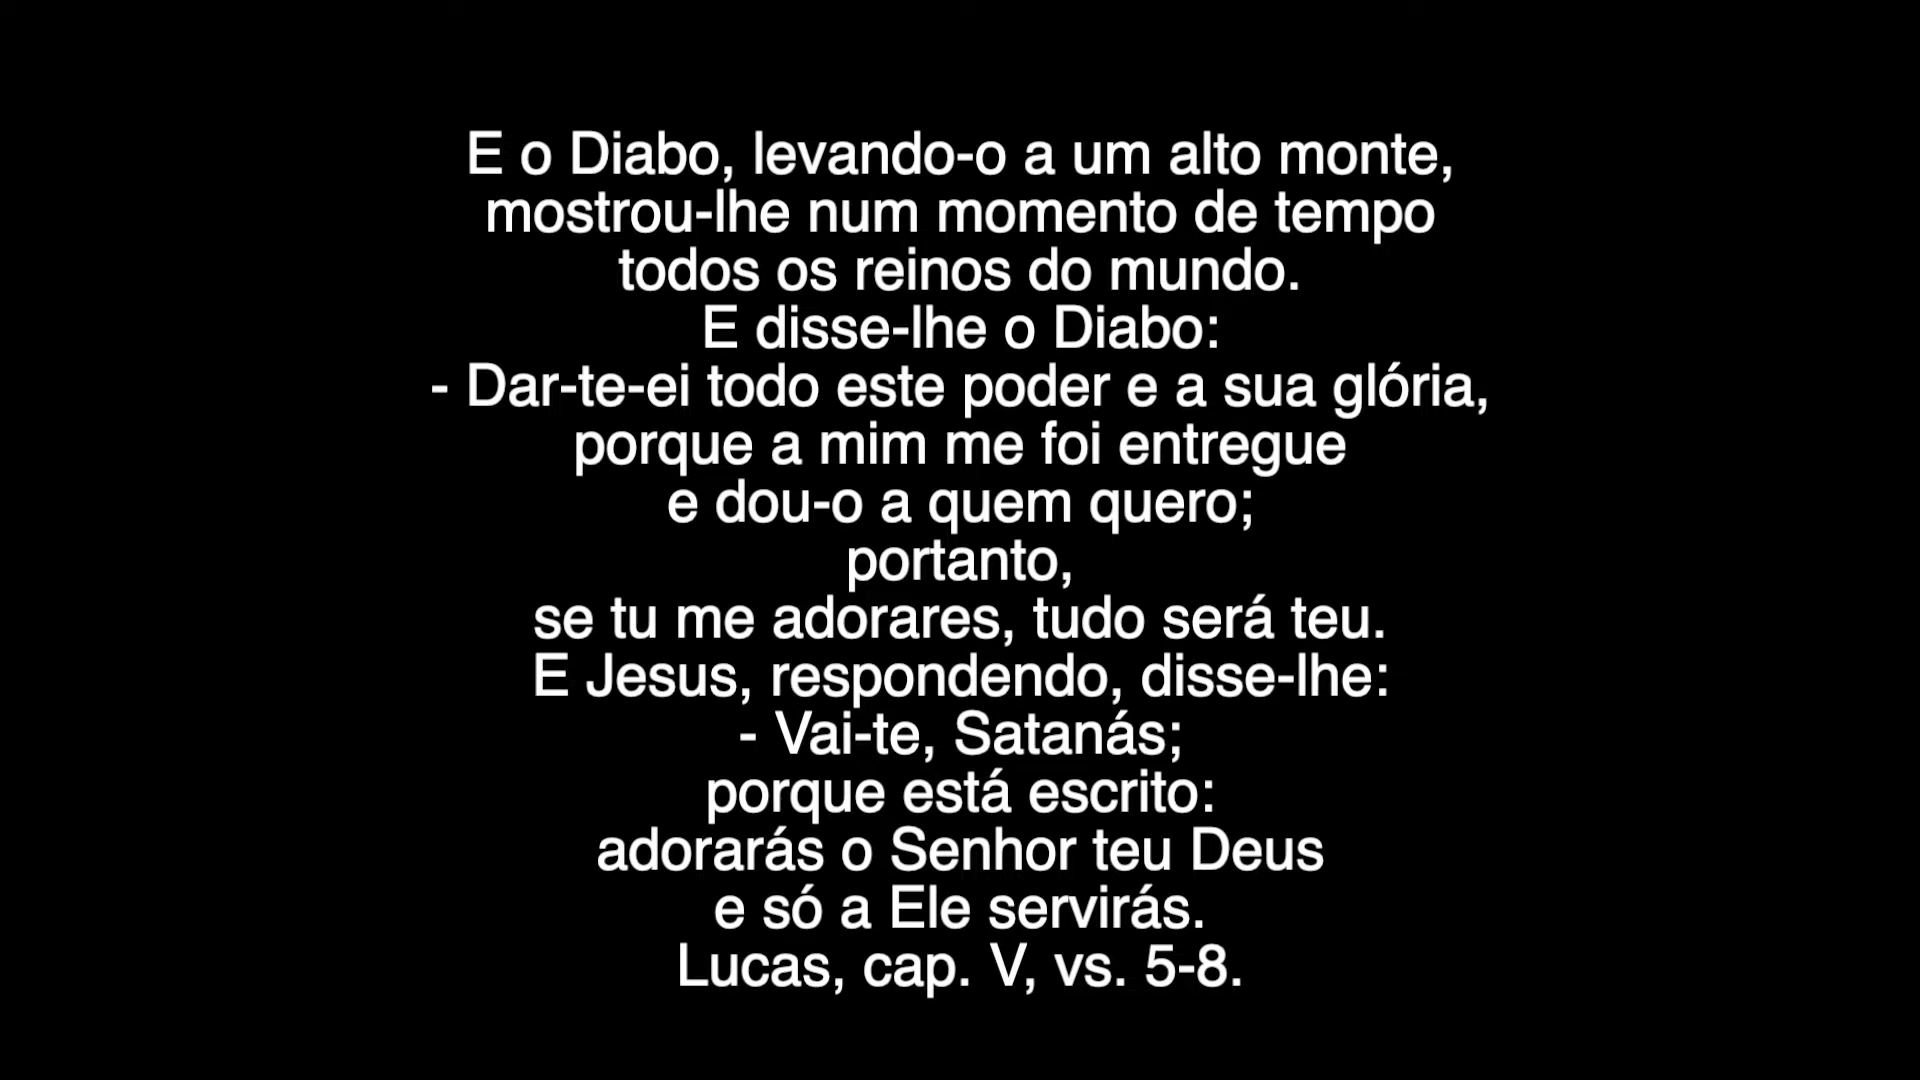 E o Diabo, levando-o a um alto monte,
mostrou-lhe num momento de tempo
todos os reinos do mundo.
E disse-lhe o Diabo:
- Dar-te-ei todo este poder e a sua glória,
porque a mim me foi entregue
e dou-o a quem quero;
portanto,
se tu me adorares, tudo será teu.
E Jesus, respondendo, disse-lhe:
- Vai-te, Satanás;
porque está escrito:
adorarás o Senhor teu Deus
e só a Ele servirás.
Lucas, cap. V, vs. 5-8.